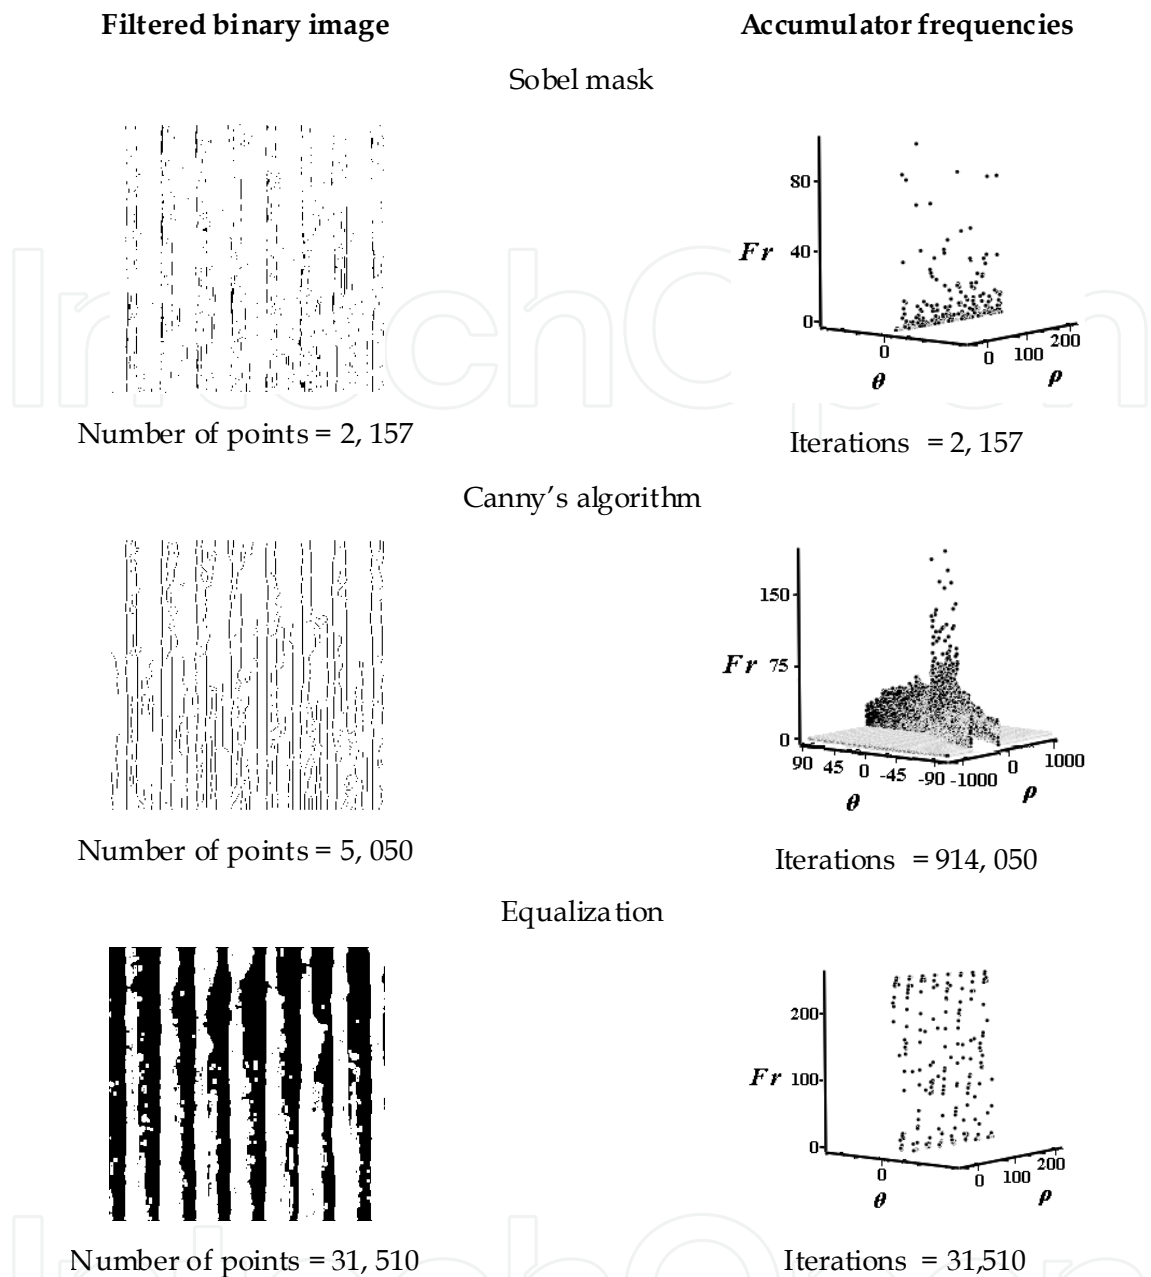 Filtered binary image
Accumulator frequencies
Sobel mask
80
40
0
Fr
0
θ
0
100
200
ρ
Number of points = 2, 157
Iterations = 2, 157
Canny's algorithm
150
75
0
Fr
90
45
0
-45
-90
θ
-1000
0
1000
ρ
Number of points = 5, 050
Iterations = 914, 050
Equalization
200
100
0
Fr
0
θ
0
100
200
ρ
Number of points = 31, 510
Iterations = 31,510
IntechOpen